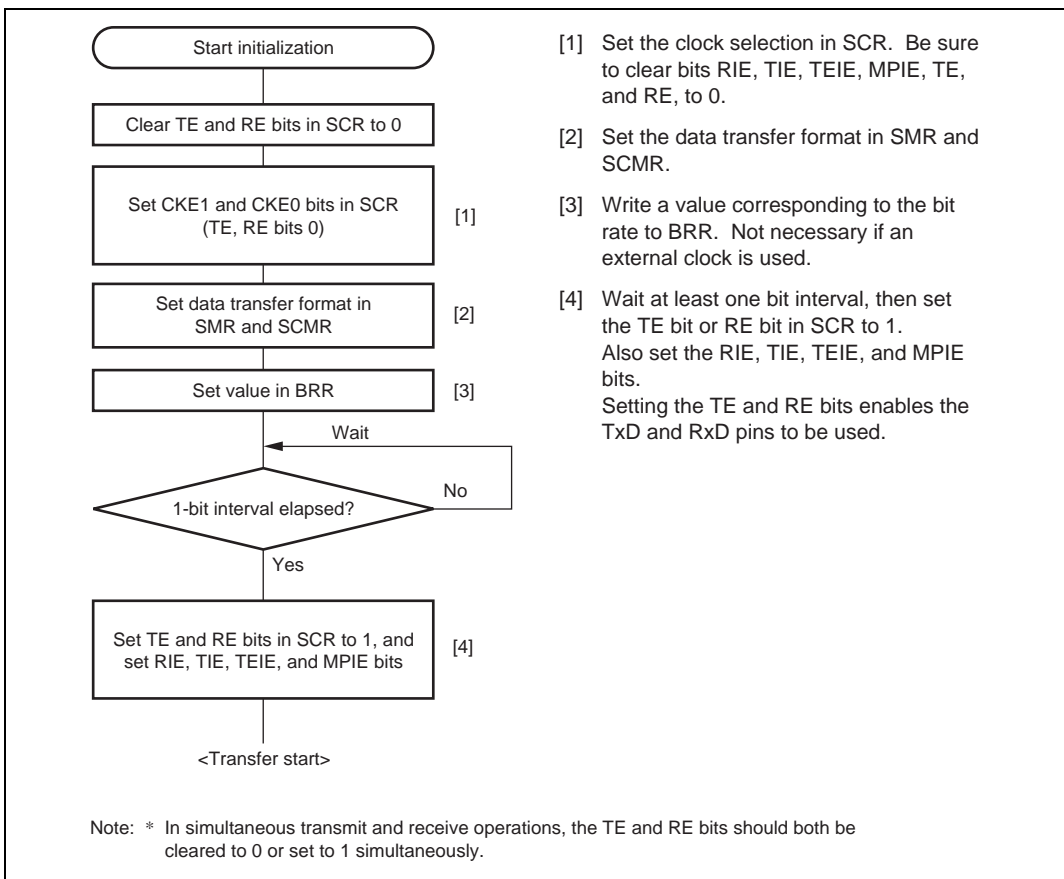 Start initialization
Clear TE and RE bits in SCR to 0
Set CKE1 and CKE0 bits in SCR
(TE, RE bits 0)
[1]
Set data transfer format in
SMR and SCMR
[2]
Set value in BRR
[3]
Wait
No
1-bit interval elapsed?
Yes
Set TE and RE bits in SCR to 1, and
set RIE, TIE, TEIE, and MPIE bits
[4]
<Transfer start>
[1] Set the clock selection in SCR. Be sure
to clear bits RIE, TIE, TEIE, MPIE, TE,
and RE, to 0.
[2] Set the data transfer format in SMR and
SCMR.
[3] Write a value corresponding to the bit
rate to BRR. Not necessary if an
external clock is used.
[4] Wait at least one bit interval, then set
the TE bit or RE bit in SCR to 1.
Also set the RIE, TIE, TEIE, and MPIE
bits.
Setting the TE and RE bits enables the
TxD and RxD pins to be used.
Note: * In simultaneous transmit and receive operations, the TE and RE bits should both be
cleared to 0 or set to 1 simultaneously.